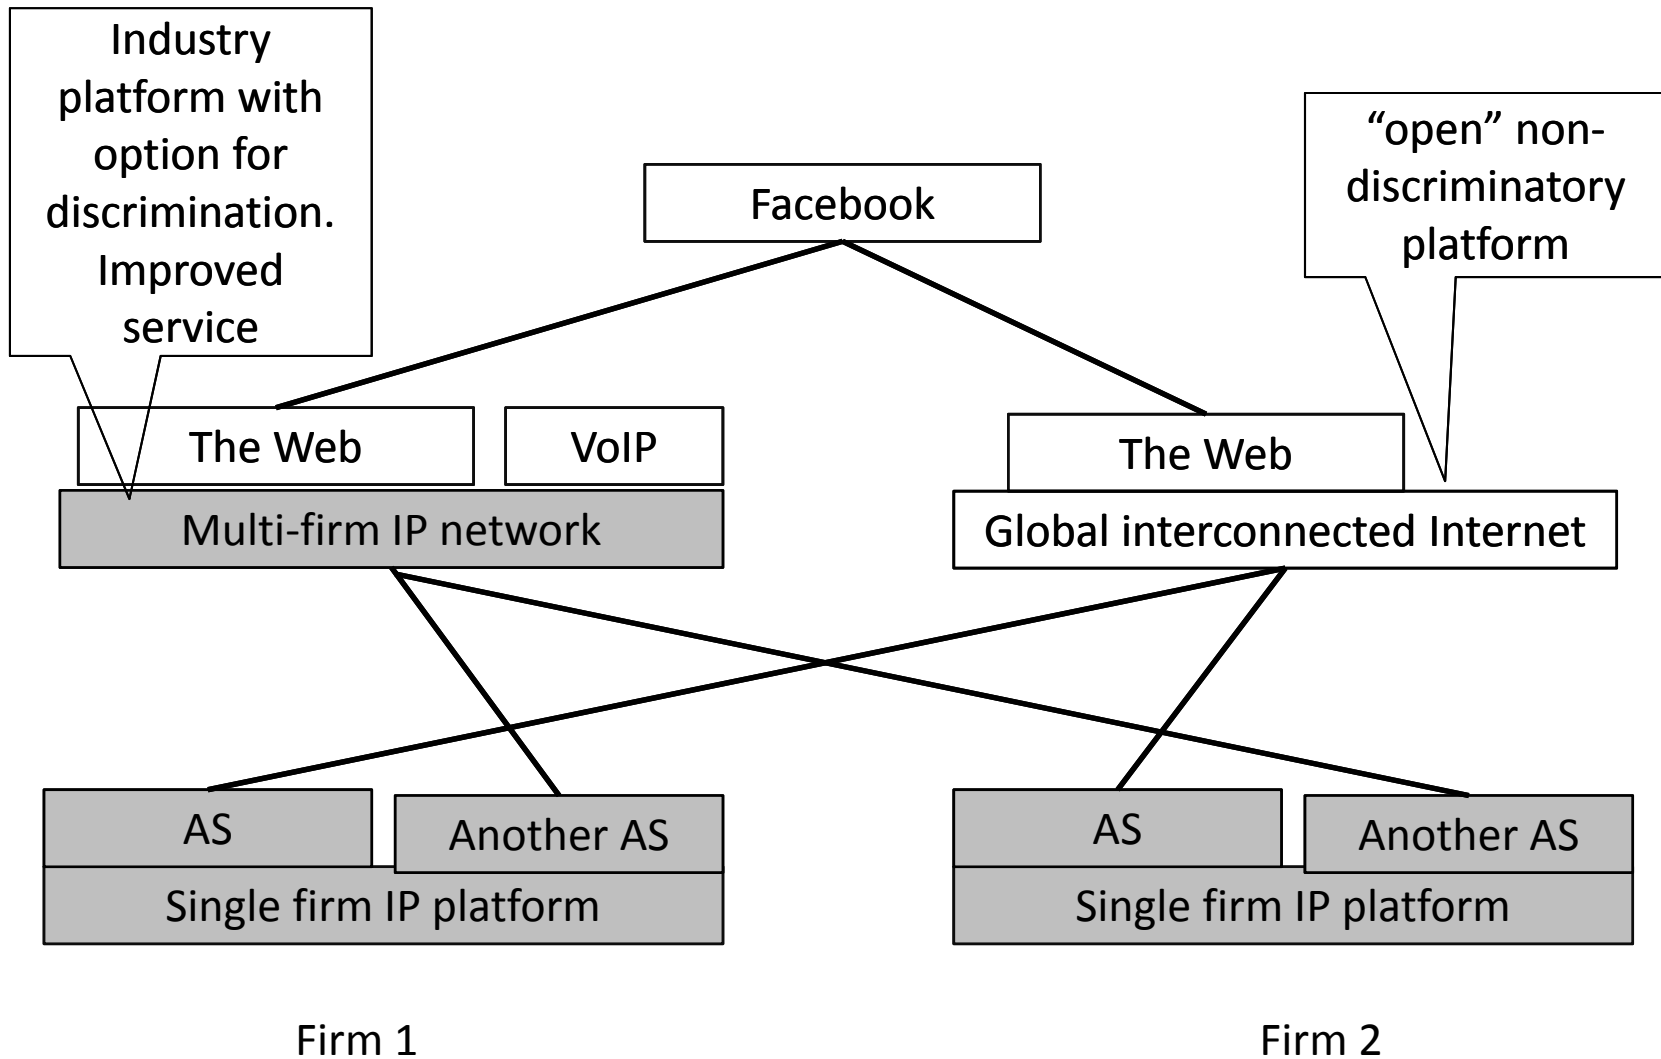 Industry
platform with
option for
discrimination.
Improved
service
“open” non-
discriminatory
platform
Facebook
The Web
VoIP
The Web
Multi-firm IP network
Global interconnected Internet
AS
Another AS
AS
Another AS
Single firm IP platform
Single firm IP platform
Firm 1
Firm 2